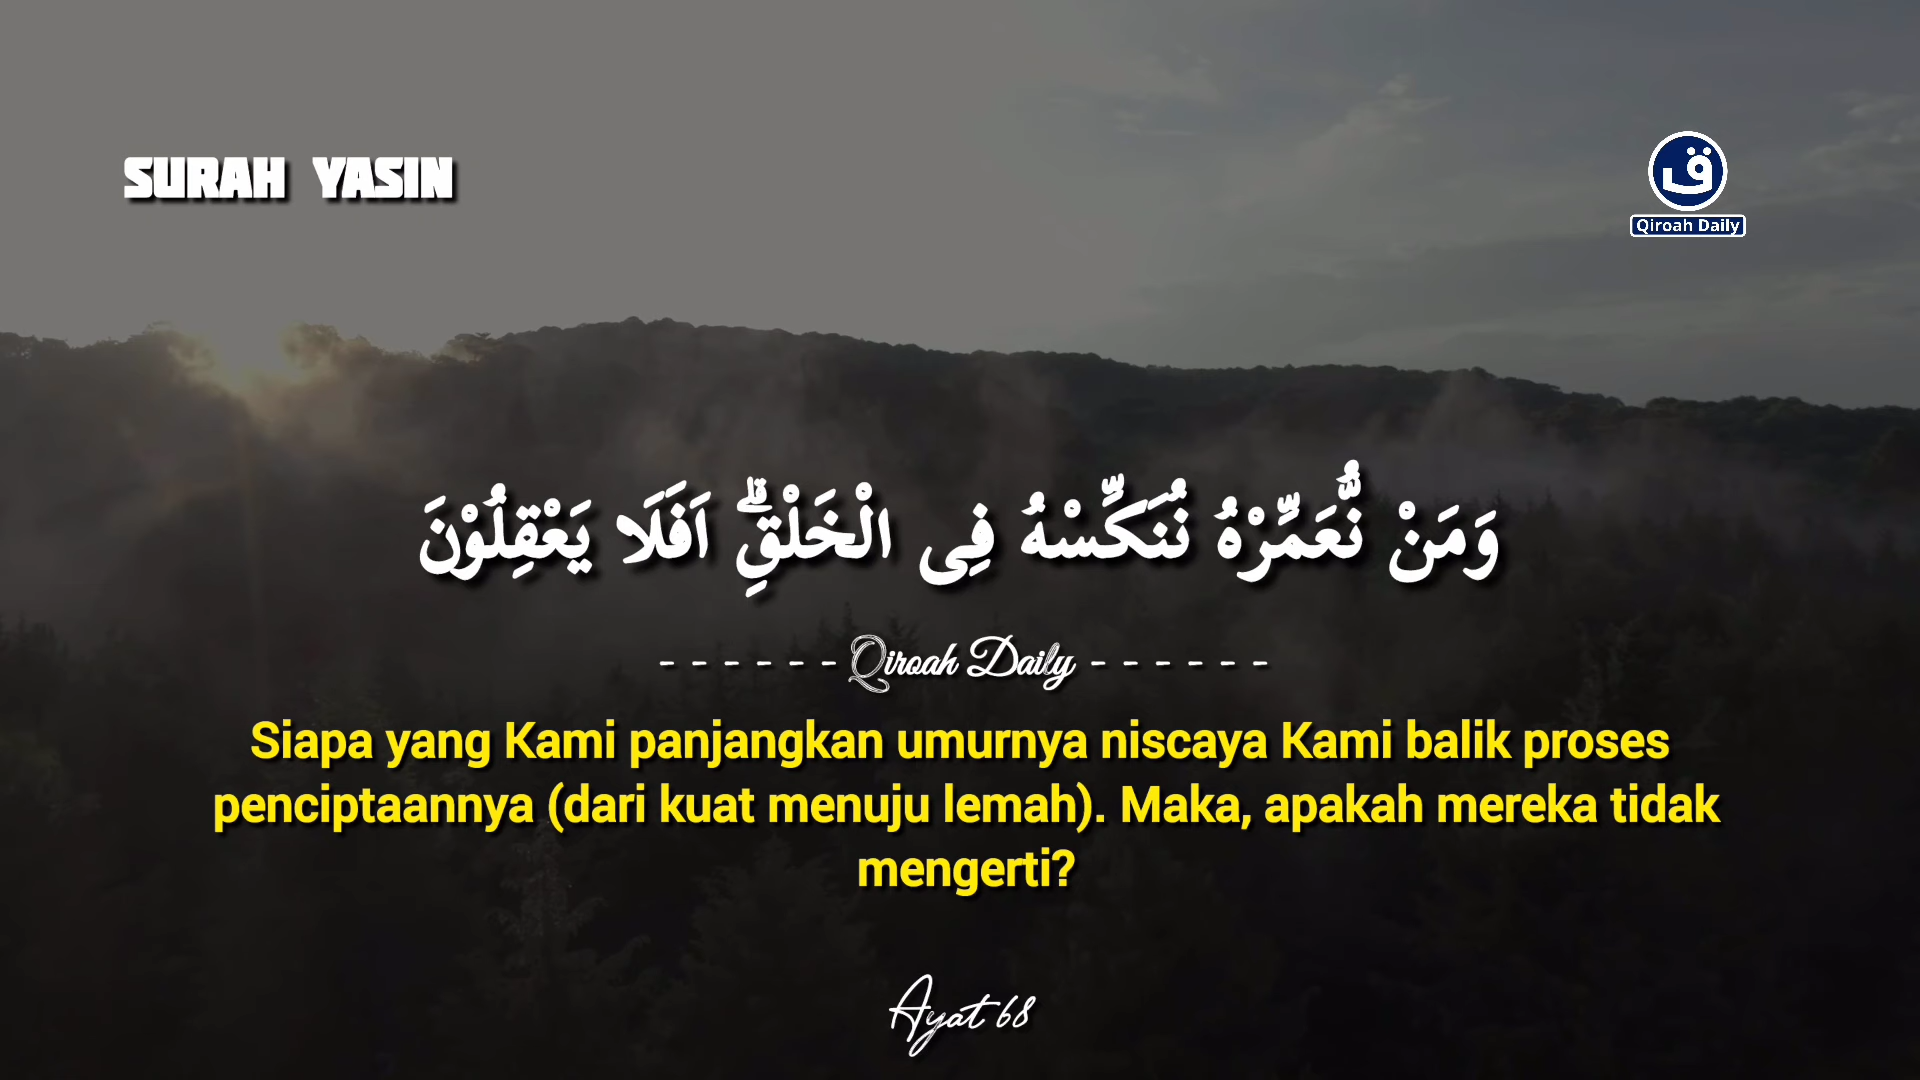 SURAH YASIN
ق
Qiroah Daily
وَمَنْ نُّعَمِّرْهُ نُنَكِّسْهُ فِى الْخَلْقِۗ اَفَلَا يَعْقِلُوْنَ
- - - - - - Qiroah Daily - - - - - -
Siapa yang Kami panjangkan umurnya niscaya Kami balik proses
penciptaannya (dari kuat menuju lemah). Maka, apakah mereka tidak
mengerti?
Ayat 68